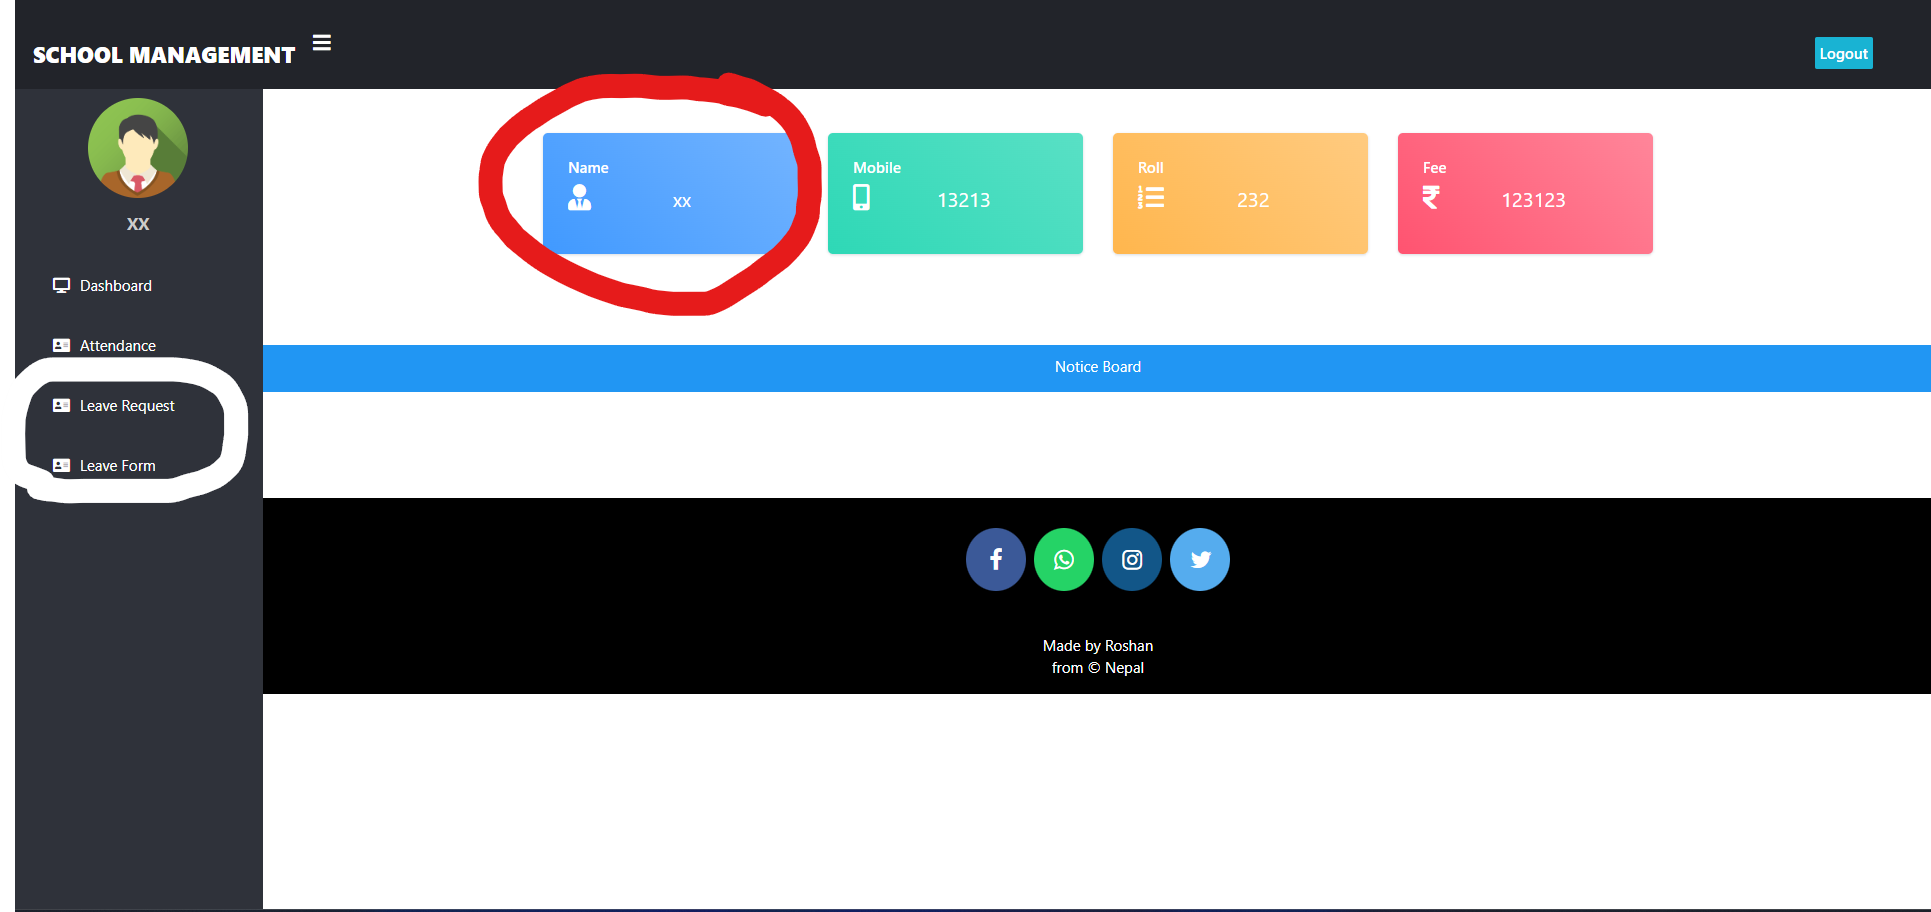 SCHOOL MANAGEMENT
Logout
xx
Dashboard
Attendance
Leave Request
Leave Form
Name
xx
Mobile
13213
Roll
232
Fee
123123
Notice Board
Made by Roshan
from © Nepal